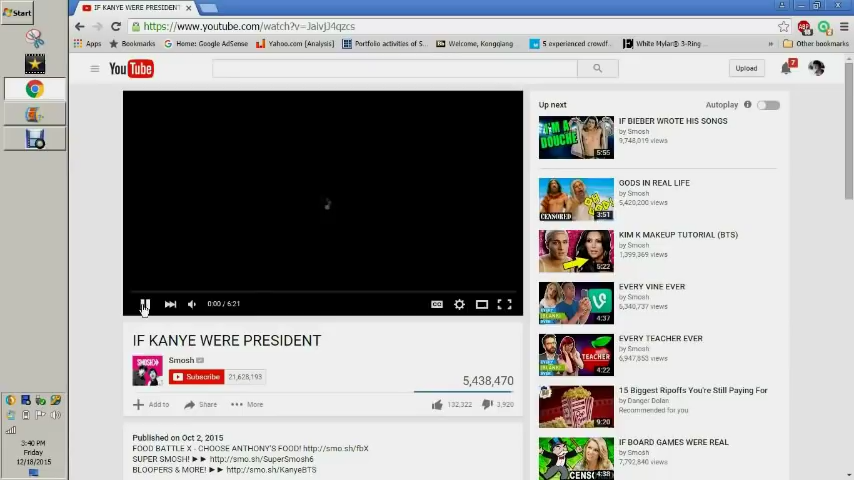 Start
IF KANYE WERE PRESIDENT
https://www.youtube.com/watch?v=JaivjJ4qzcs
Apps
Bookmarks
Home: Google AdSense
Yahoo.com [Analysis]
Portfolio activities of S...
Welcome, Kongqiang
5 experienced crowdf...
White Mylar® 3-Ring ...
Other bookmarks
YouTube
Upload
7
Up next
Autoplay
IF BIEBER WROTE HIS SONGS
by Smosh
9,748,019 views
I'M A
DOUCHE
5:55
GODS IN REAL LIFE
by Smosh
5,420,200 views
CENSORED
3:51
KIM K MAKEUP TUTORIAL (BTS)
by Smosh
1,399,369 views
5:22
EVERY VINE EVER
by Smosh
5,340,737 views
4:37
EVERY TEACHER EVER
by Smosh
6,947,853 views
TEACHER
4:22
15 Biggest Ripoffs You're Still Paying For
by Danger Dolan
Recommended for you
9:20
IF BOARD GAMES WERE REAL
by Smosh
7,792,640 views
4:38
0:00 / 6:21
CC
IF KANYE WERE PRESIDENT
SMOSH
Smosh
Subscribe
21,628,193
5,438,470
Add to
Share
More
132,322
3,920
Published on Oct 2, 2015
FOOD BATTLE X - CHOOSE ANTHONY'S FOOD! http://smo.sh/fbX
SUPER SMOSH! ►► http://smo.sh/SuperSmosh6
BLOOPERS & MORE! ►► http://smo.sh/KanyeBTS
3:40 PM
Friday
12/18/2015